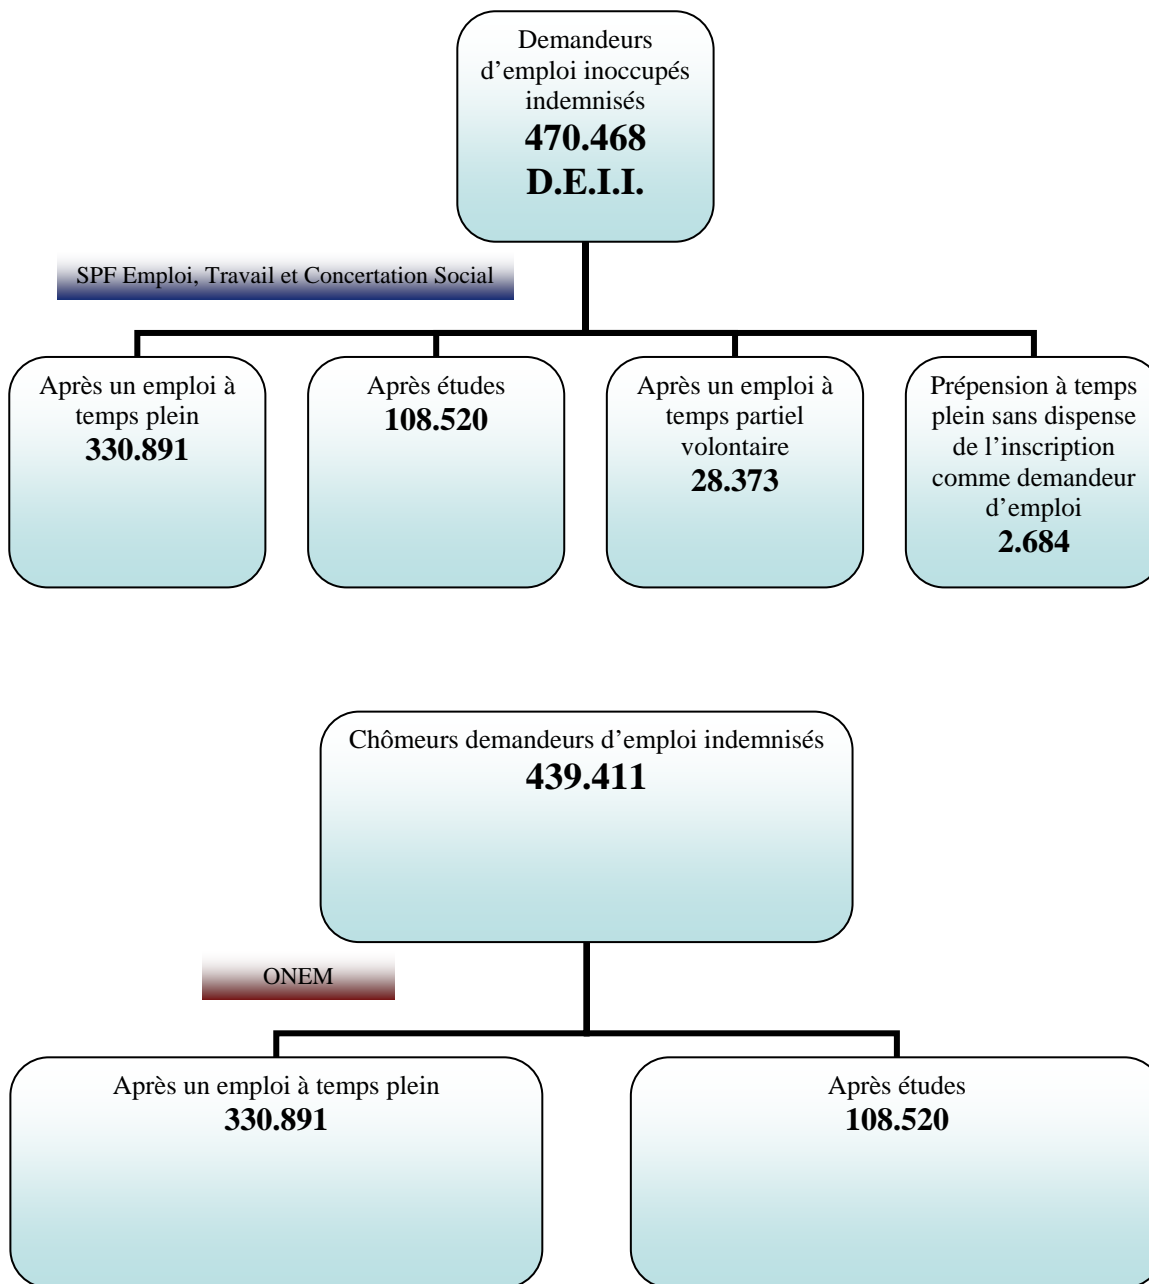 Demandeurs
d’emploi inoccupés
indemnisés
470.468
D.E.I.I.
SPF Emploi, Travail et Concertation Social
Après un emploi à
temps plein
330.891
Après études
108.520
Après un emploi à
temps partiel
volontaire
28.373
Prépension à temps
plein sans dispense
de l’inscription
comme demandeur
d’emploi
2.684
Chômeurs demandeurs d’emploi indemnisés
439.411
ONEM
Après un emploi à temps plein
330.891
Après études
108.520